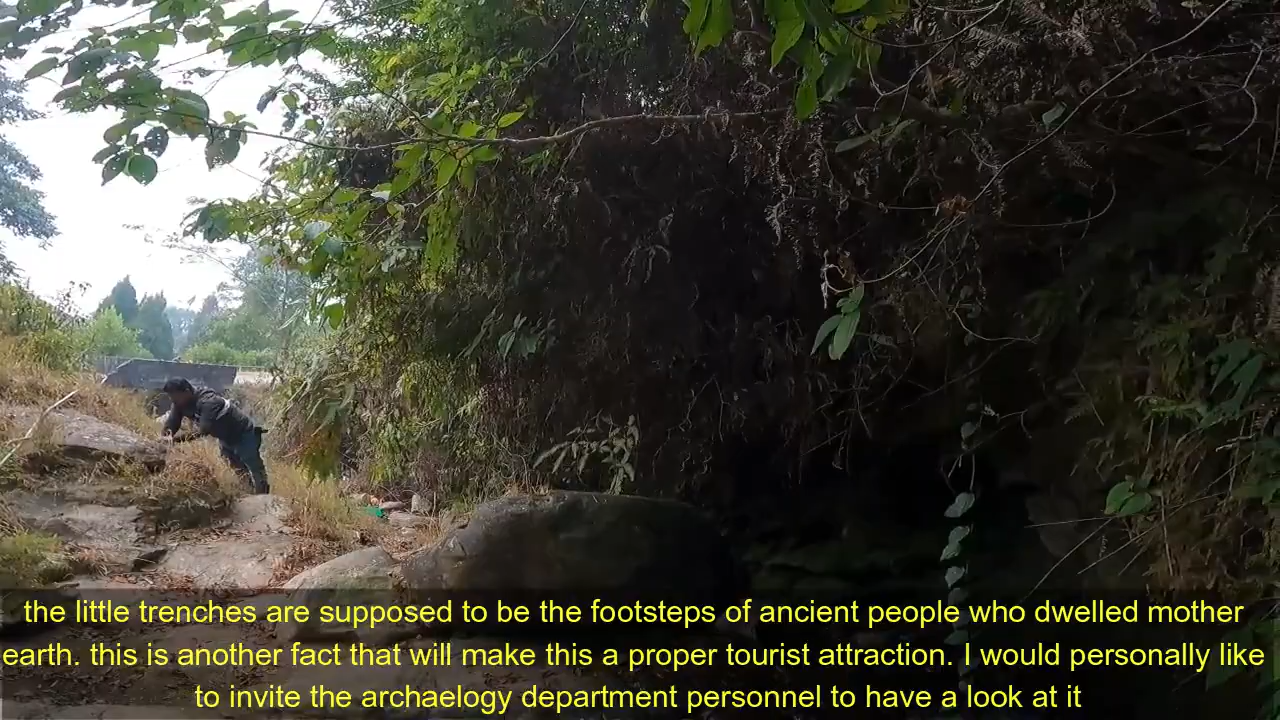 the little trenches are supposed to be the footsteps of ancient people who dwelled mother
earth. this is another fact that will make this a proper tourist attraction. I would personally like
to invite the archaelogy department personnel to have a look at it